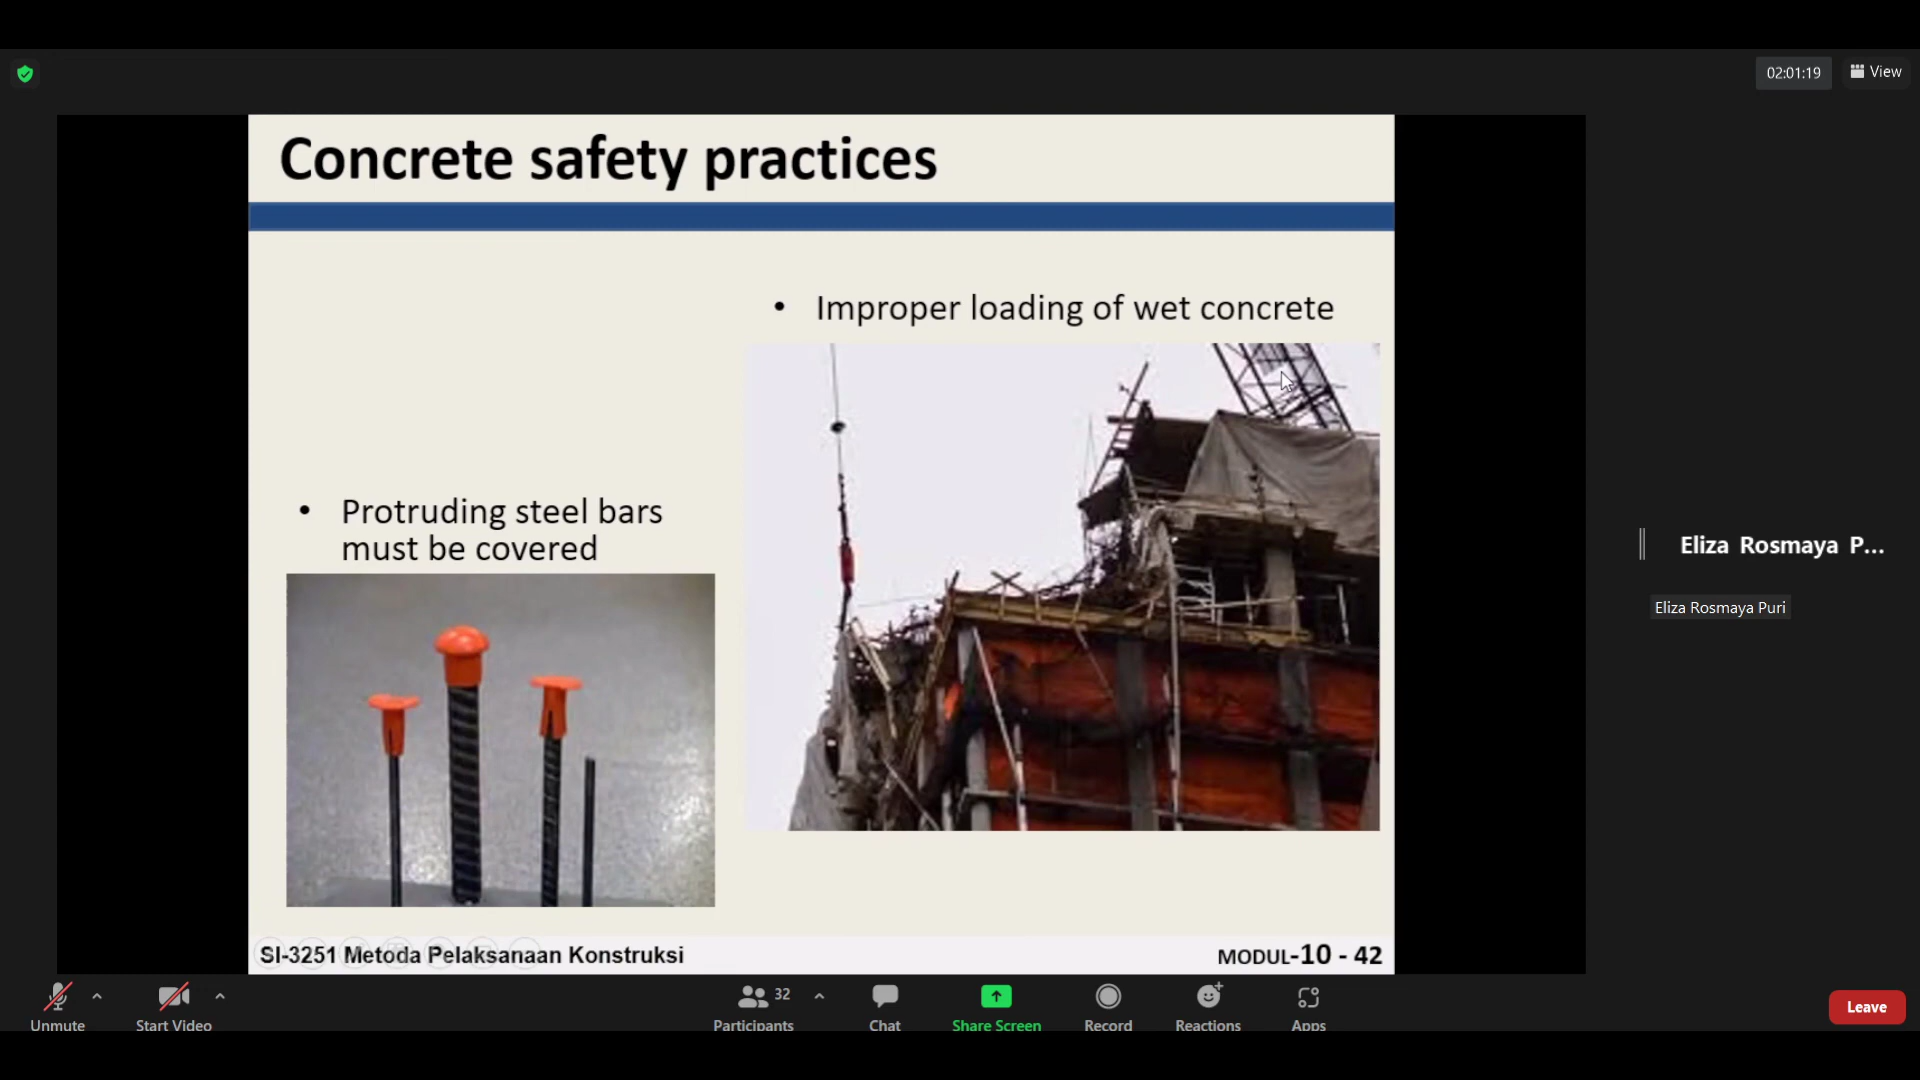 02:01:19 View
Concrete safety practices
• Improper loading of wet concrete
• Protruding steel bars
must be covered
Eliza Rosmaya P...
Eliza Rosmaya Puri
SI-3251 Metoda Pelaksanaan Konstruksi
MODUL-10 - 42
32
Unmute
Start Video
Participants
Chat
Share Screen
Record
Reactions
Apps
Leave